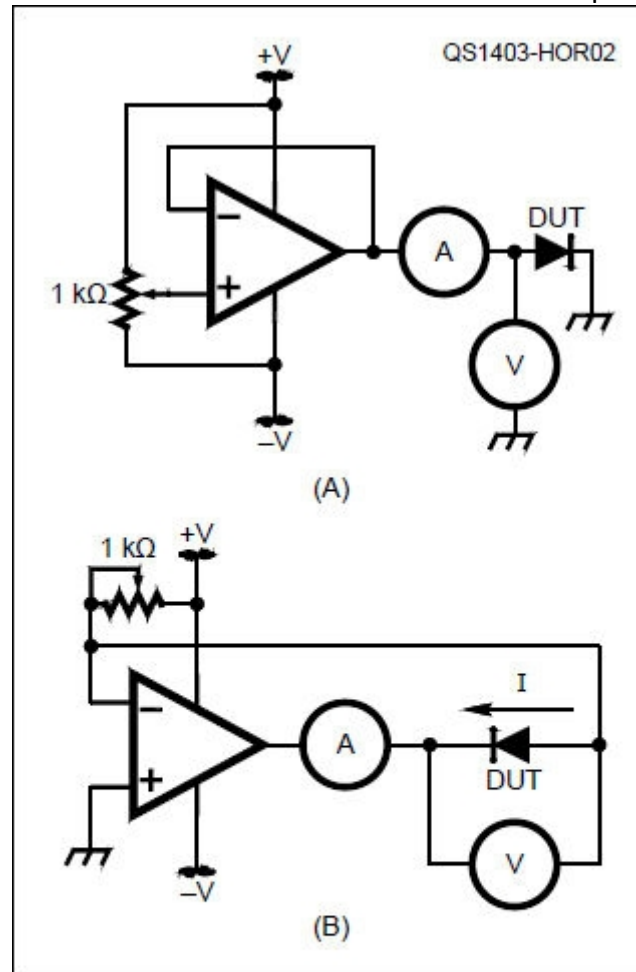 QS1403-HOR02
+V
DUT
−
A
1 kΩ
+
V
−V
(A)
1 kΩ
+V
I
−
A
+
DUT
V
−V
(B)